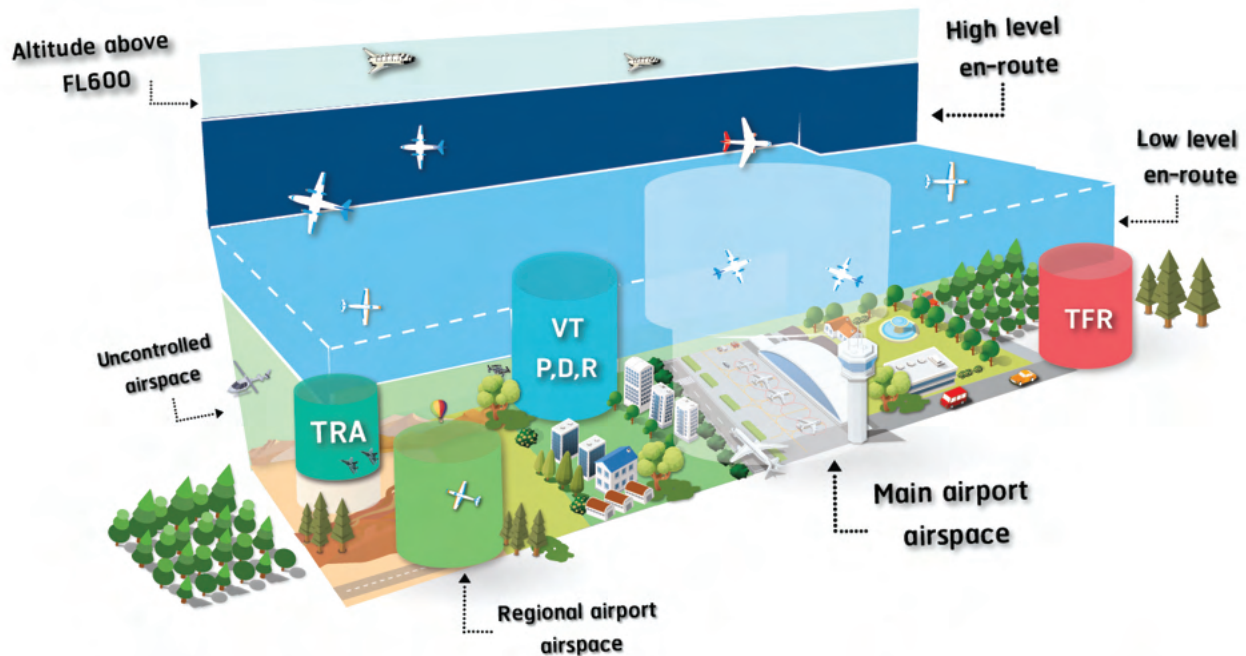 Altitude above
FL600
High level
en-route
Low level
en-route
Uncontrolled
airspace
VT
P,D,R
TFR
TRA
Main airport
airspace
Regional airport
airspace